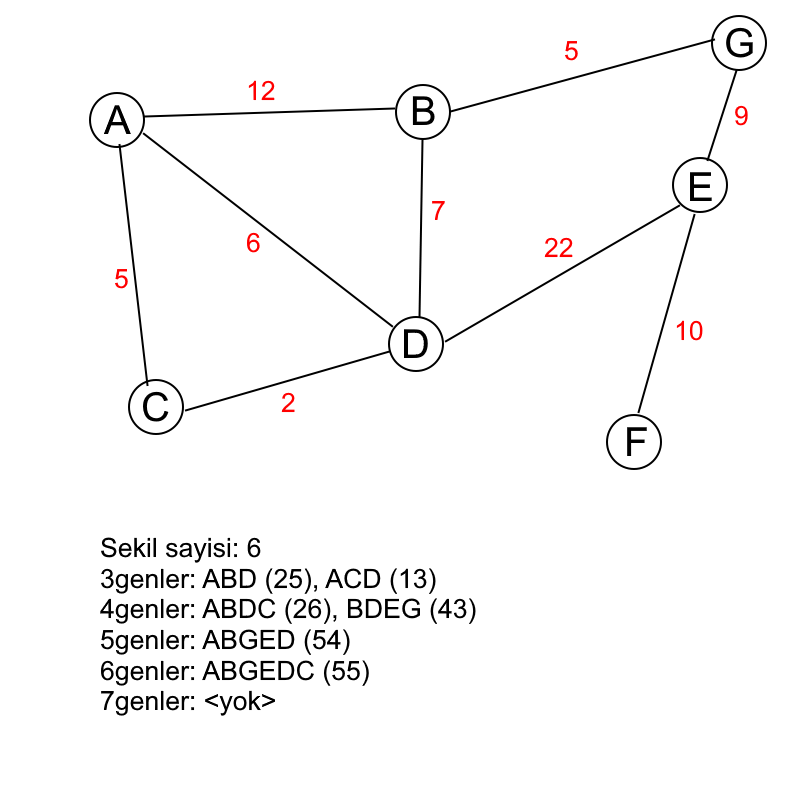 G
5
12
A
B
9
E
7
6
22
5
10
D
2
C
F
Sekil sayisi: 6
3genler: ABD (25), ACD (13)
4genler: ABDC (26), BDEG (43)
5genler: ABGED (54)
6genler: ABGEDC (55)
7genler: <yok>